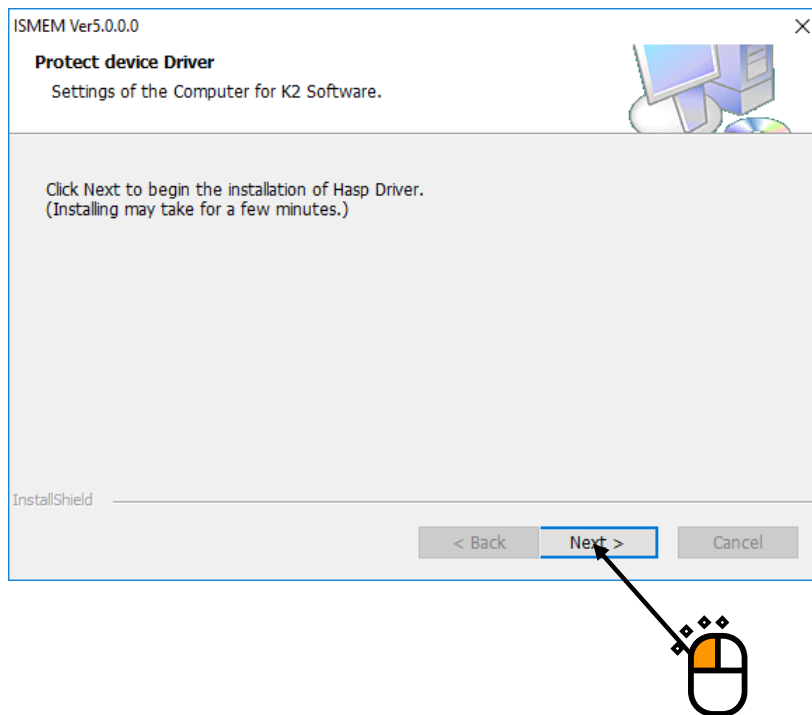 ISMEM Ver5.0.0.0
Protect device Driver
Settings of the Computer for K2 Software.
Click Next to begin the installation of Hasp Driver.
(Installing may take for a few minutes.)
InstallShield
< Back Next > Cancel